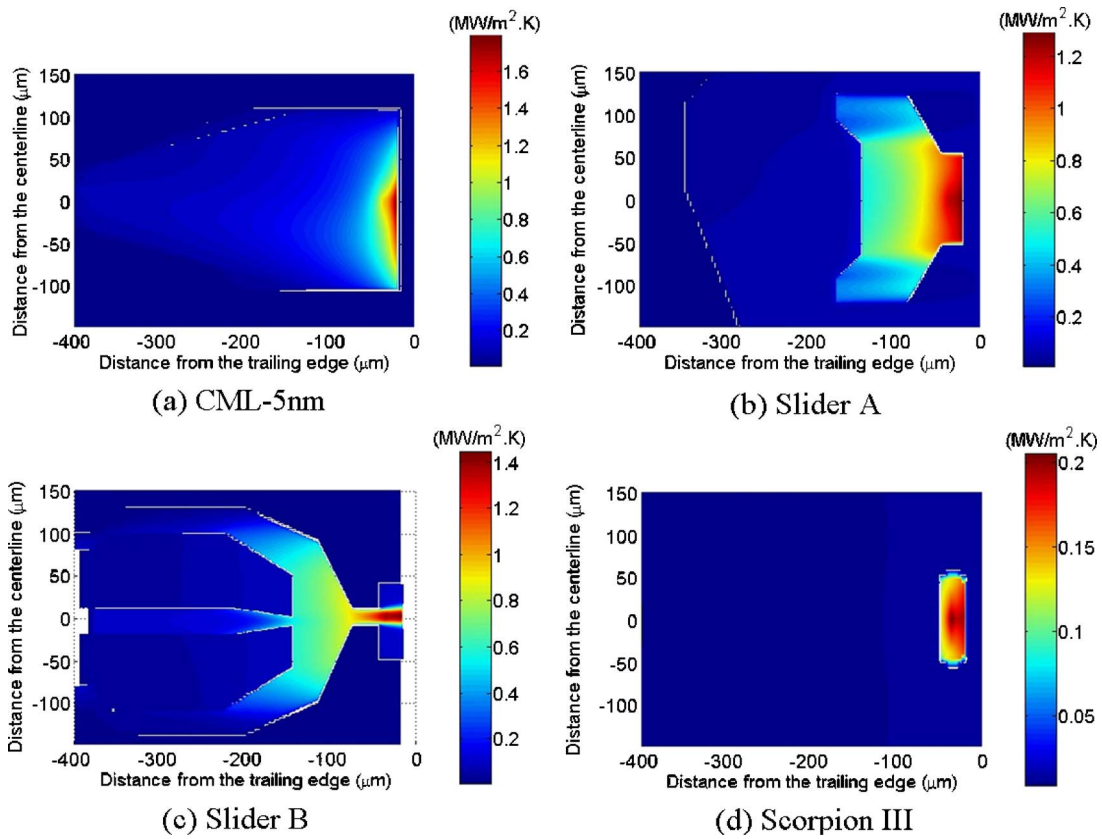 (MW/m².K)
150
100
50
0
-50
-100
Distance from the centerline (μm)
-400 -300 -200 -100 0
Distance from the trailing edge (μm)
1.6
1.4
1.2
1
0.8
0.6
0.4
0.2
(a) CML-5nm
(MW/m².K)
150
100
50
0
-50
-100
Distance from the centerline (μm)
-400 -300 -200 -100 0
Distance from the trailing edge (μm)
1.2
1
0.8
0.6
0.4
0.2
(b) Slider A
(MW/m².K)
150
100
50
0
-50
-100
Distance from the centerline (μm)
-400 -300 -200 -100 0
Distance from the trailing edge (μm)
1.4
1.2
1
0.8
0.6
0.4
0.2
(c) Slider B
(MW/m².K)
150
100
50
0
-50
-100
Distance from the centerline (μm)
-400 -300 -200 -100 0
Distance from the trailing edge (μm)
0.2
0.15
0.1
0.05
(d) Scorpion III